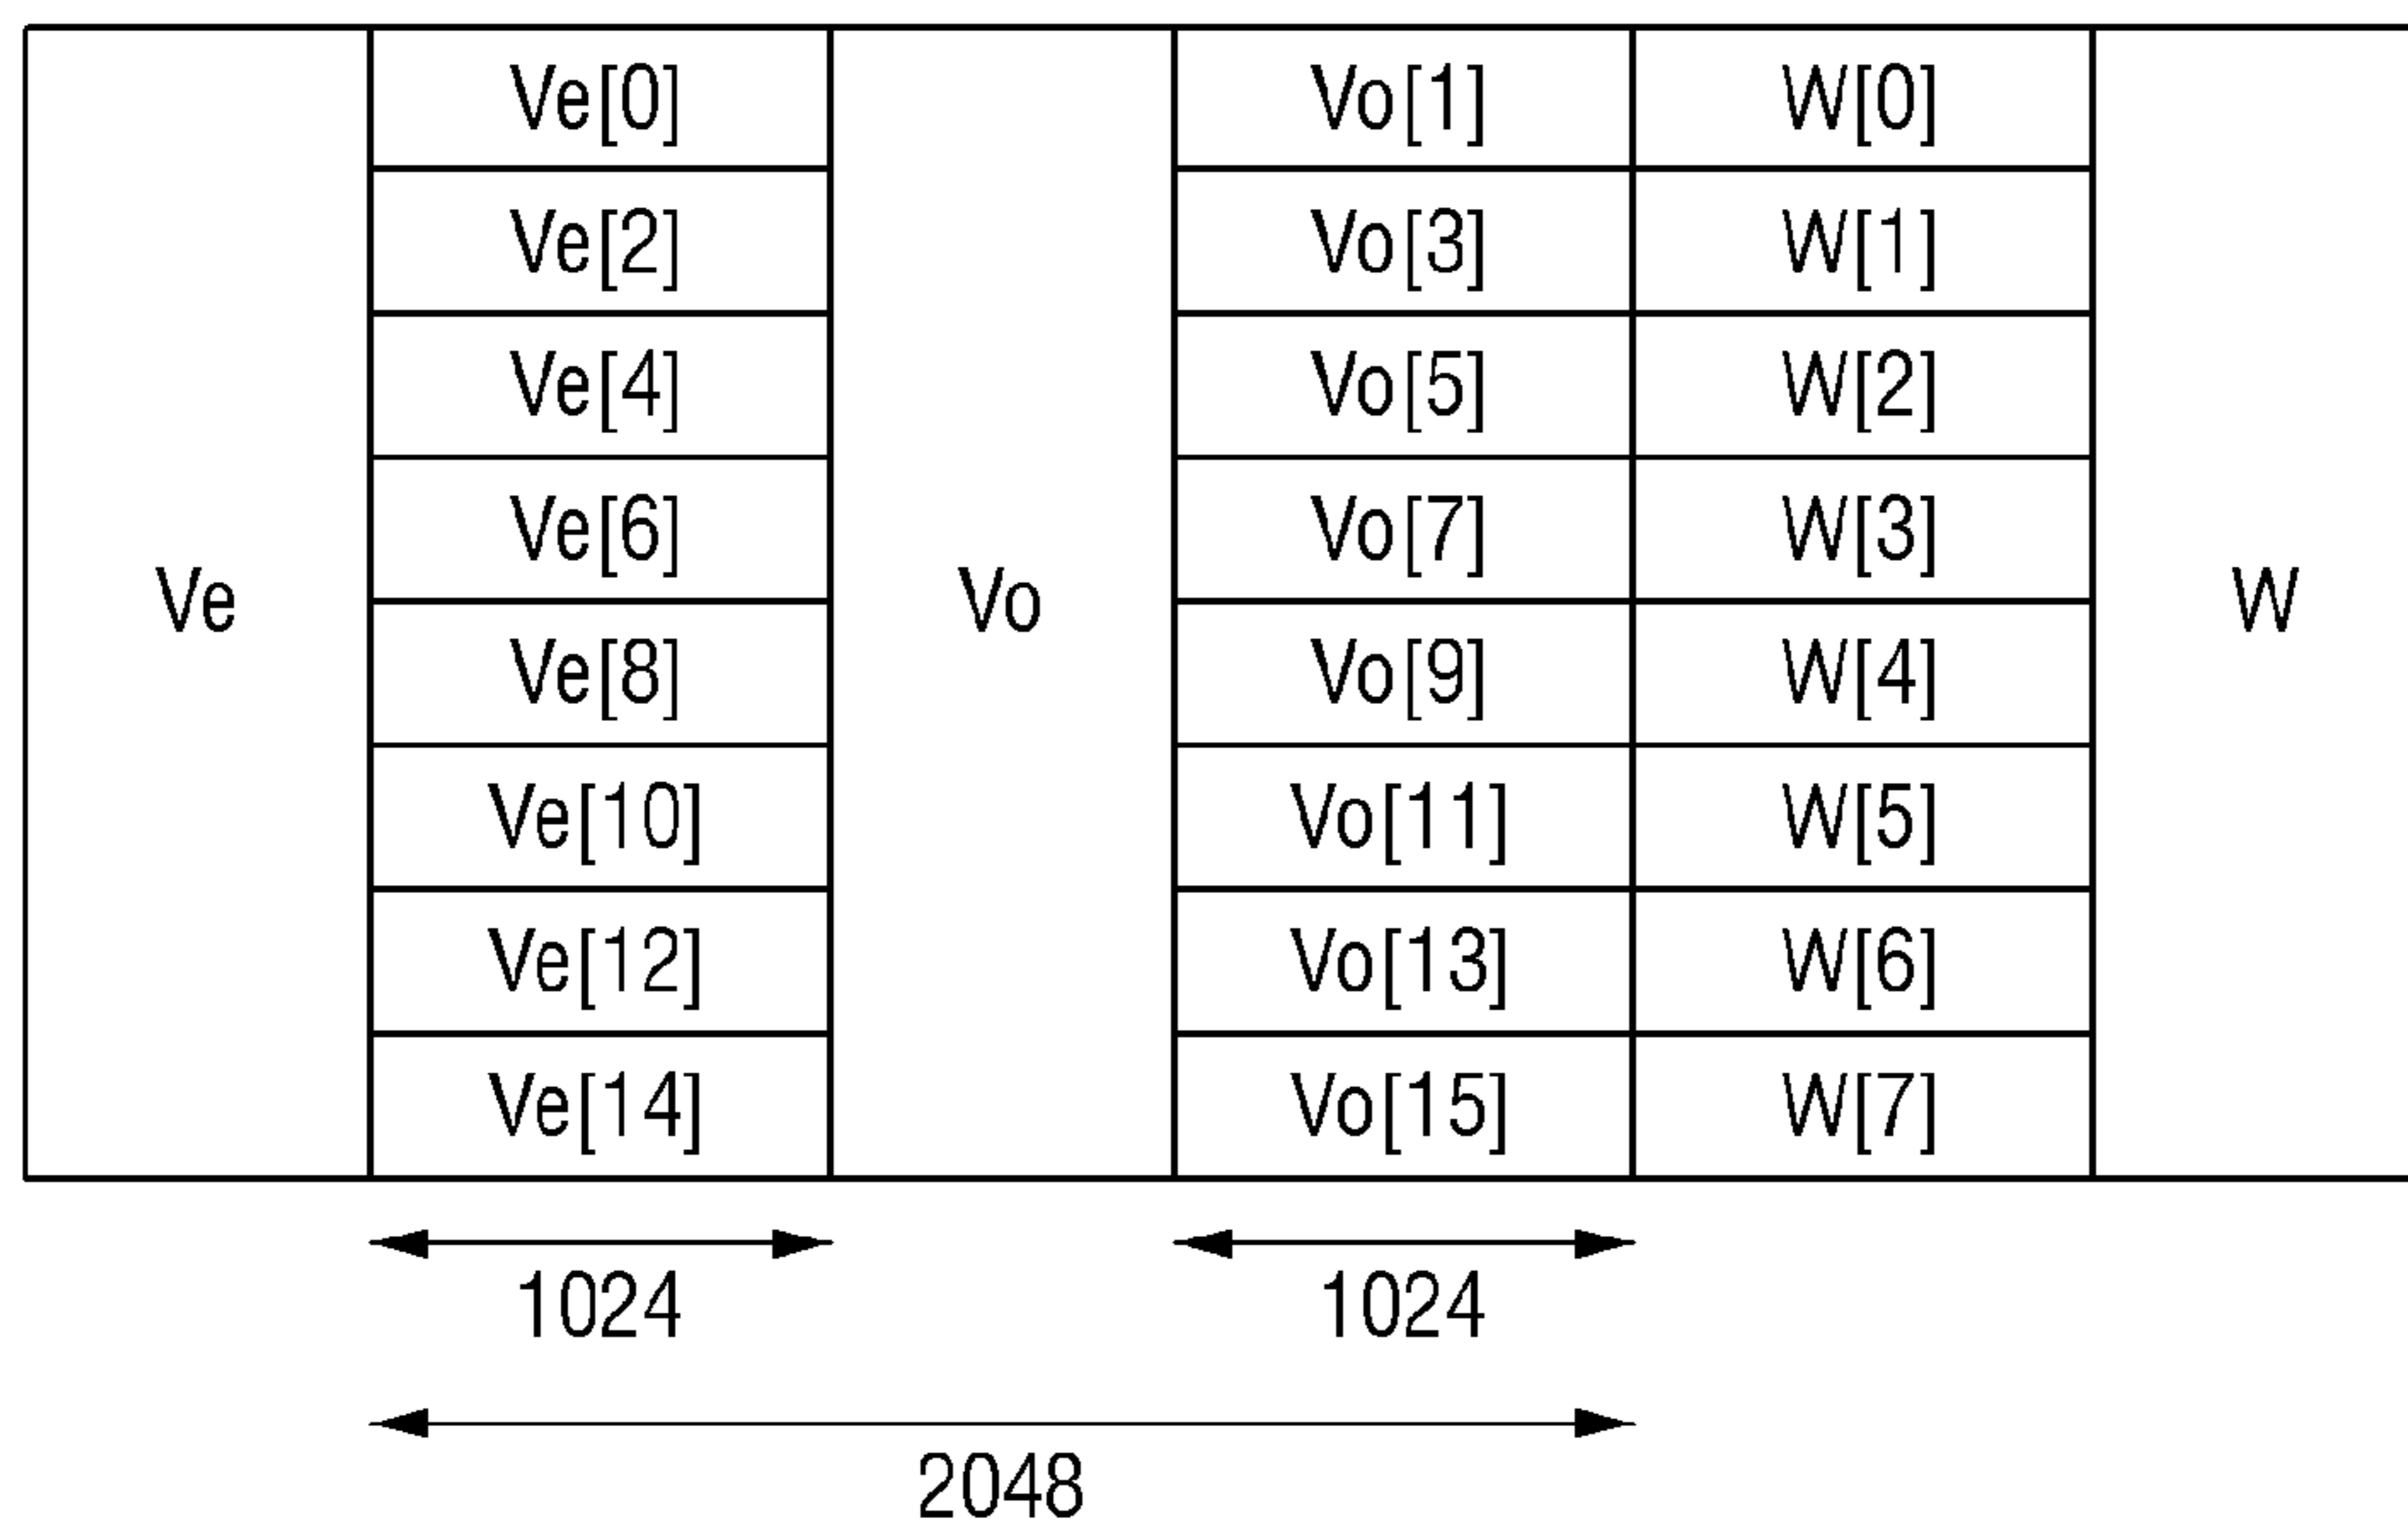 Ve[0] Vo[1] W[0]
Ve[2] Vo[3] W[1]
Ve[4] Vo[5] W[2]
Ve[6] Vo[7] W[3]
Ve Vo W
Ve[8] Vo[9] W[4]
Ve[10] Vo[11] W[5]
Ve[12] Vo[13] W[6]
Ve[14] Vo[15] W[7]
1024 1024
2048